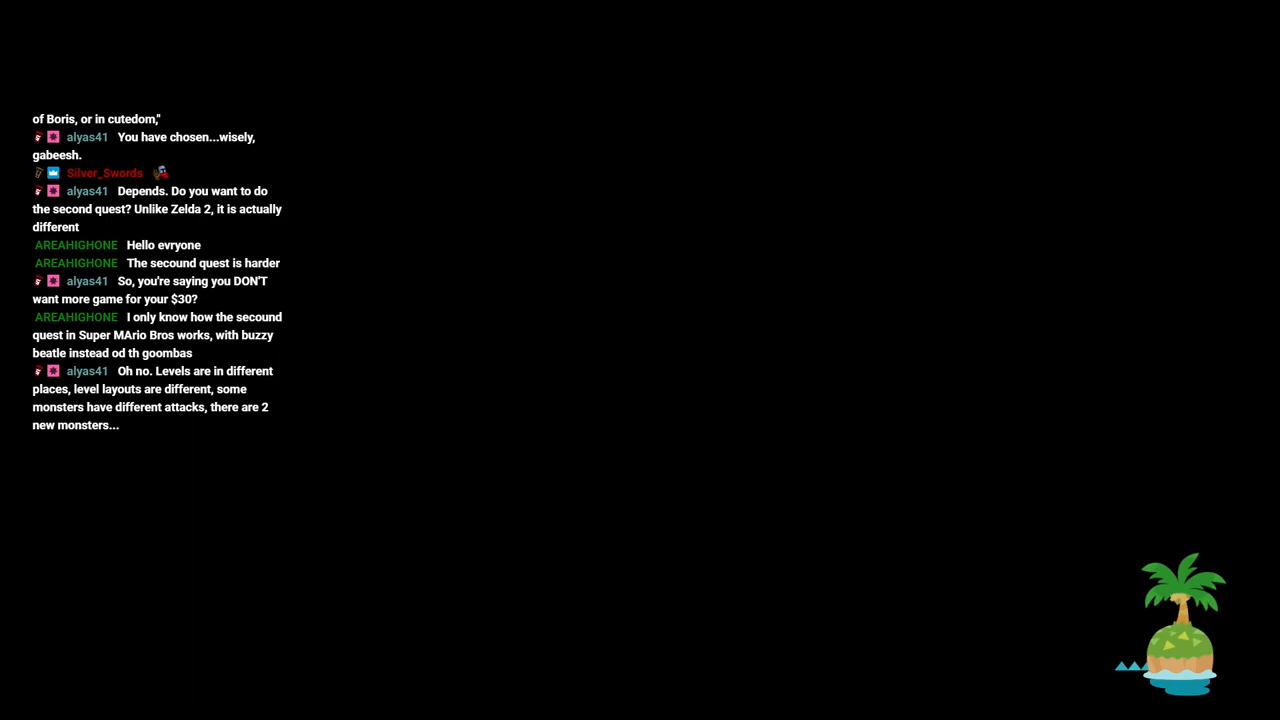 of Boris, or in cutedom,"
alyas41 You have chosen...wisely,
gabeesh.
Silver_Swords
alyas41 Depends. Do you want to do
the second quest? Unlike Zelda 2, it is actually
different
AREAHIGHONE Hello evryone
AREAHIGHONE The secound quest is harder
alyas41 So, you're saying you DON'T
want more game for your $30?
AREAHIGHONE I only know how the secound
quest in Super MArio Bros works, with buzzy
beatle instead od th goombas
alyas41 Oh no. Levels are in different
places, level layouts are different, some
monsters have different attacks, there are 2
new monsters...